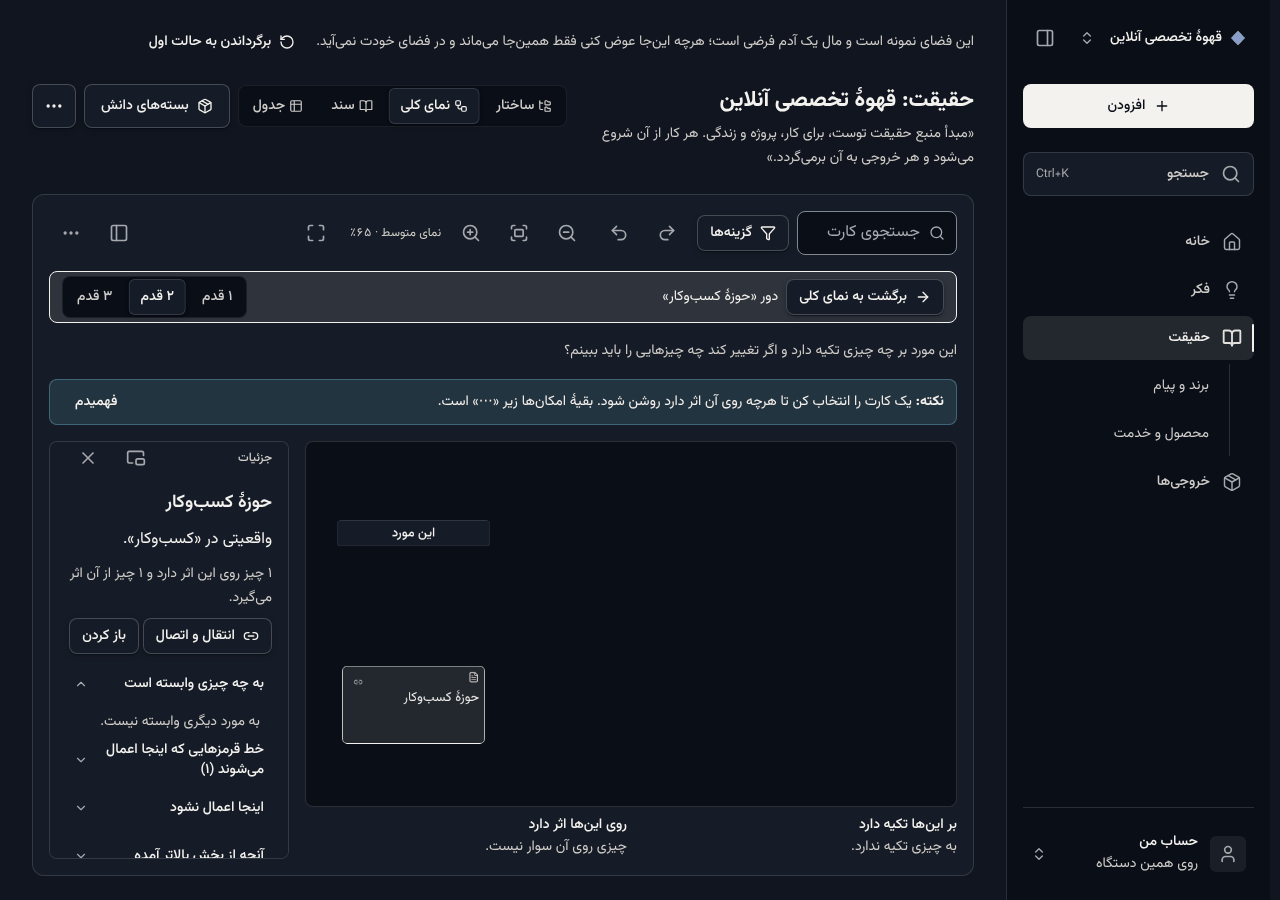 قهوهٔ تخصصی آنلاین
افزودن
جستجو
Ctrl+K
خانه
فکر
حقیقت
برند و پیام
محصول و خدمت
خروجی‌ها
حساب من
روی همین دستگاه
این فضای نمونه است و مال یک آدم فرضی است؛ هرچه این‌جا عوض کنی فقط همین‌جا می‌ماند و در فضای خودت نمی‌آید.
برگرداندن به حالت اول
حقیقت: قهوهٔ تخصصی آنلاین
«مبدأ منبع حقیقت توست، برای کار، پروژه و زندگی. هر کار از آن شروع
می‌شود و هر خروجی به آن برمی‌گردد.»
ساختار
نمای کلی
سند
جدول
بسته‌های دانش
جستجوی کارت
گزینه‌ها
نمای متوسط · ۶۵٪
برگشت به نمای کلی
دور «حوزهٔ کسب‌وکار»
۱ قدم
۲ قدم
۳ قدم
این مورد بر چه چیزی تکیه دارد و اگر تغییر کند چه چیزهایی را باید ببینم؟
نکته: یک کارت را انتخاب کن تا هرچه روی آن اثر دارد روشن شود. بقیهٔ امکان‌ها زیر «···» است.
فهمیدم
این مورد
حوزهٔ کسب‌وکار
بر این‌ها تکیه دارد
به چیزی تکیه ندارد.
روی این‌ها اثر دارد
چیزی روی آن سوار نیست.
جزئیات
حوزهٔ کسب‌وکار
واقعیتی در «کسب‌وکار».
۱ چیز روی این اثر دارد و ۱ چیز از آن اثر
می‌گیرد.
انتقال و اتصال
باز کردن
به چه چیزی وابسته است
به مورد دیگری وابسته نیست.
خط قرمزهایی که اینجا اعمال
می‌شوند (۱)
اینجا اعمال نشود
آنچه از بخش بالاتر آمده